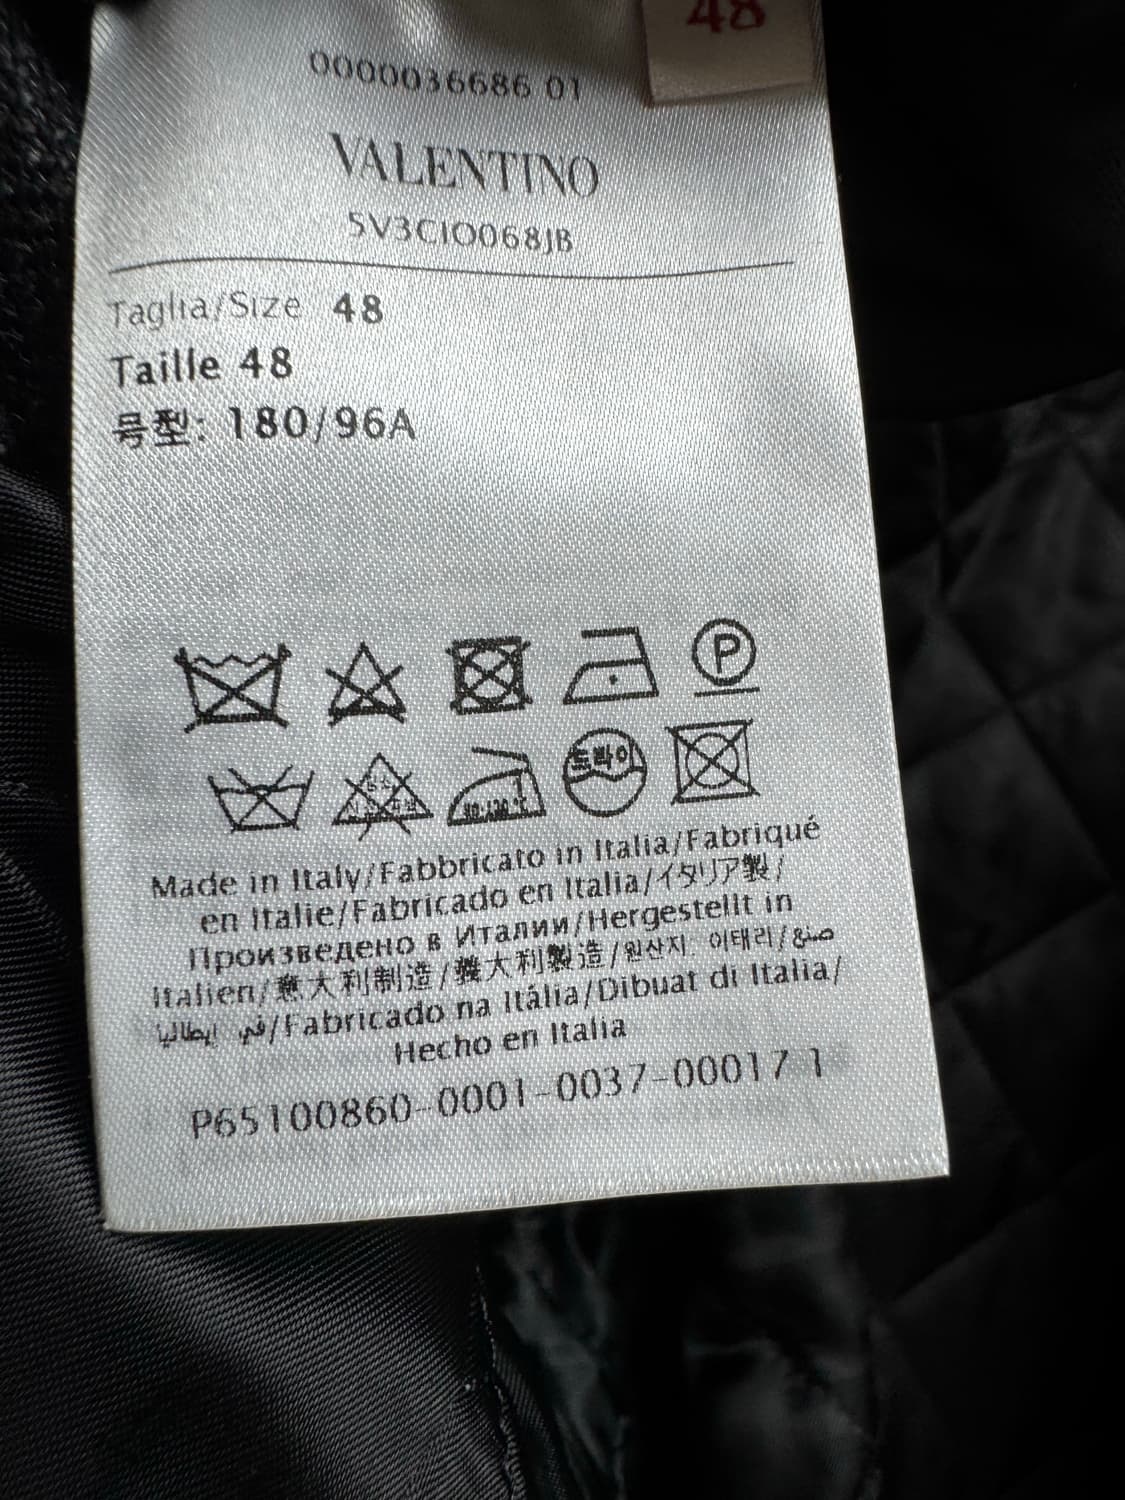 48
0000036686 01
VALENTINO
5V3CIO068JB
Taglia/Size 48
Taille 48
号型: 180/96A
P
드라이
80-120℃
Made in Italy/Fabbricato in Italia/Fabriqué
en Italie/Fabricado en Italia/イタリア製/
Произведено в Италии/Hergestellt in
Italien/意大利制造/義大利製造/원산지: 이태리/صنع
في إيطاليا/Fabricado na Itália/Dibuat di Italia/
Hecho en Italia
P65100860-0001-0037-00017 1